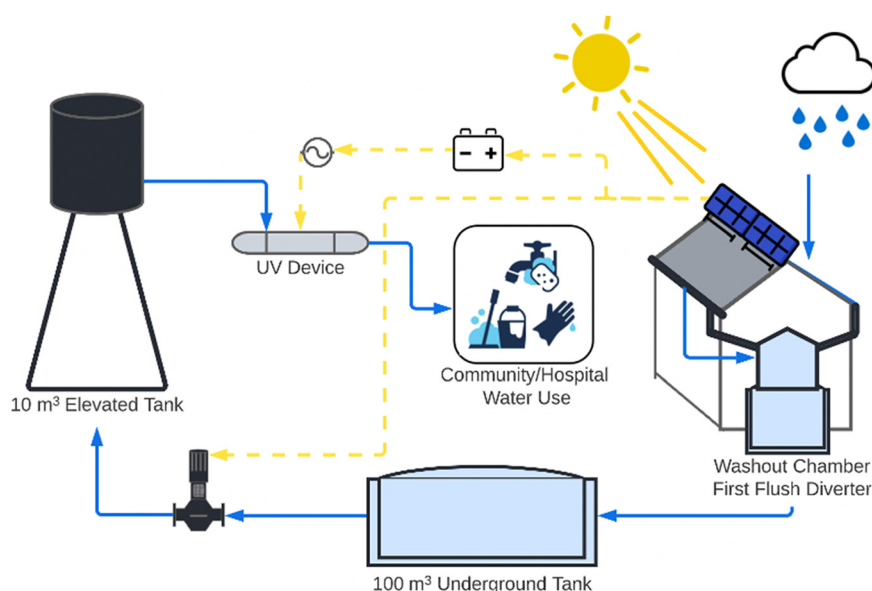 UV Device
10 m³ Elevated Tank
Community/Hospital
Water Use
Washout Chamber
First Flush Diverter
100 m³ Underground Tank